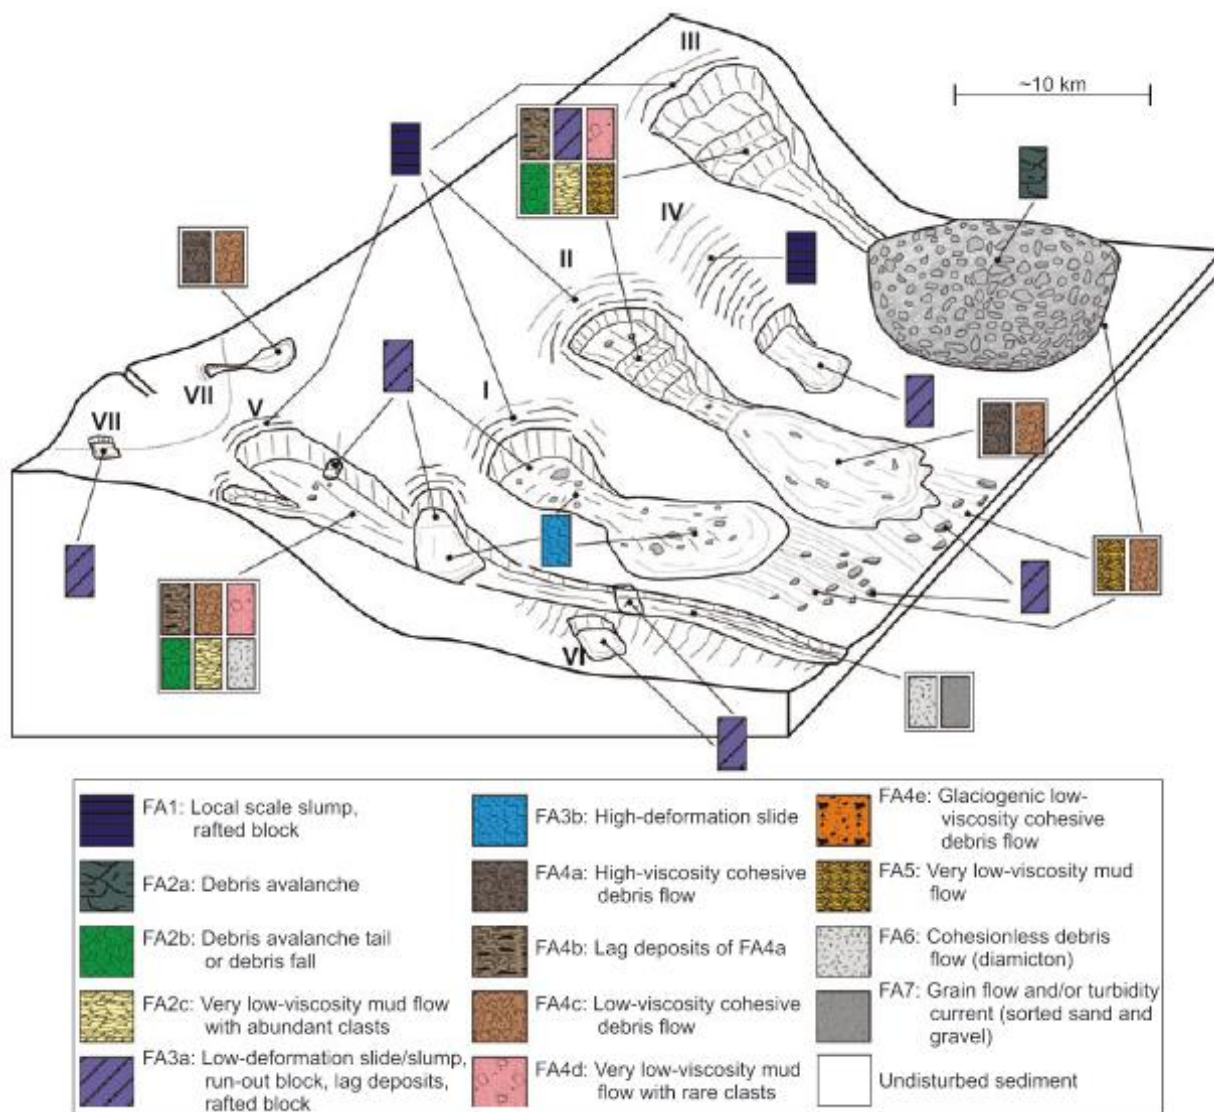 III
~10 km
IV
II
VII
V
I
VII
VI
FA1: Local scale slump,
rafted block
FA2a: Debris avalanche
FA2b: Debris avalanche tail
or debris fall
FA2c: Very low-viscosity mud flow
with abundant clasts
FA3a: Low-deformation slide/slump,
run-out block, lag deposits,
rafted block
FA3b: High-deformation slide
FA4a: High-viscosity cohesive
debris flow
FA4b: Lag deposits of FA4a
FA4c: Low-viscosity cohesive
debris flow
FA4d: Very low-viscosity mud
flow with rare clasts
FA4e: Glaciogenic low-
viscosity cohesive
debris flow
FA5: Very low-viscosity mud
flow
FA6: Cohesionless debris
flow (diamicton)
FA7: Grain flow and/or turbidity
current (sorted sand and
gravel)
Undisturbed sediment